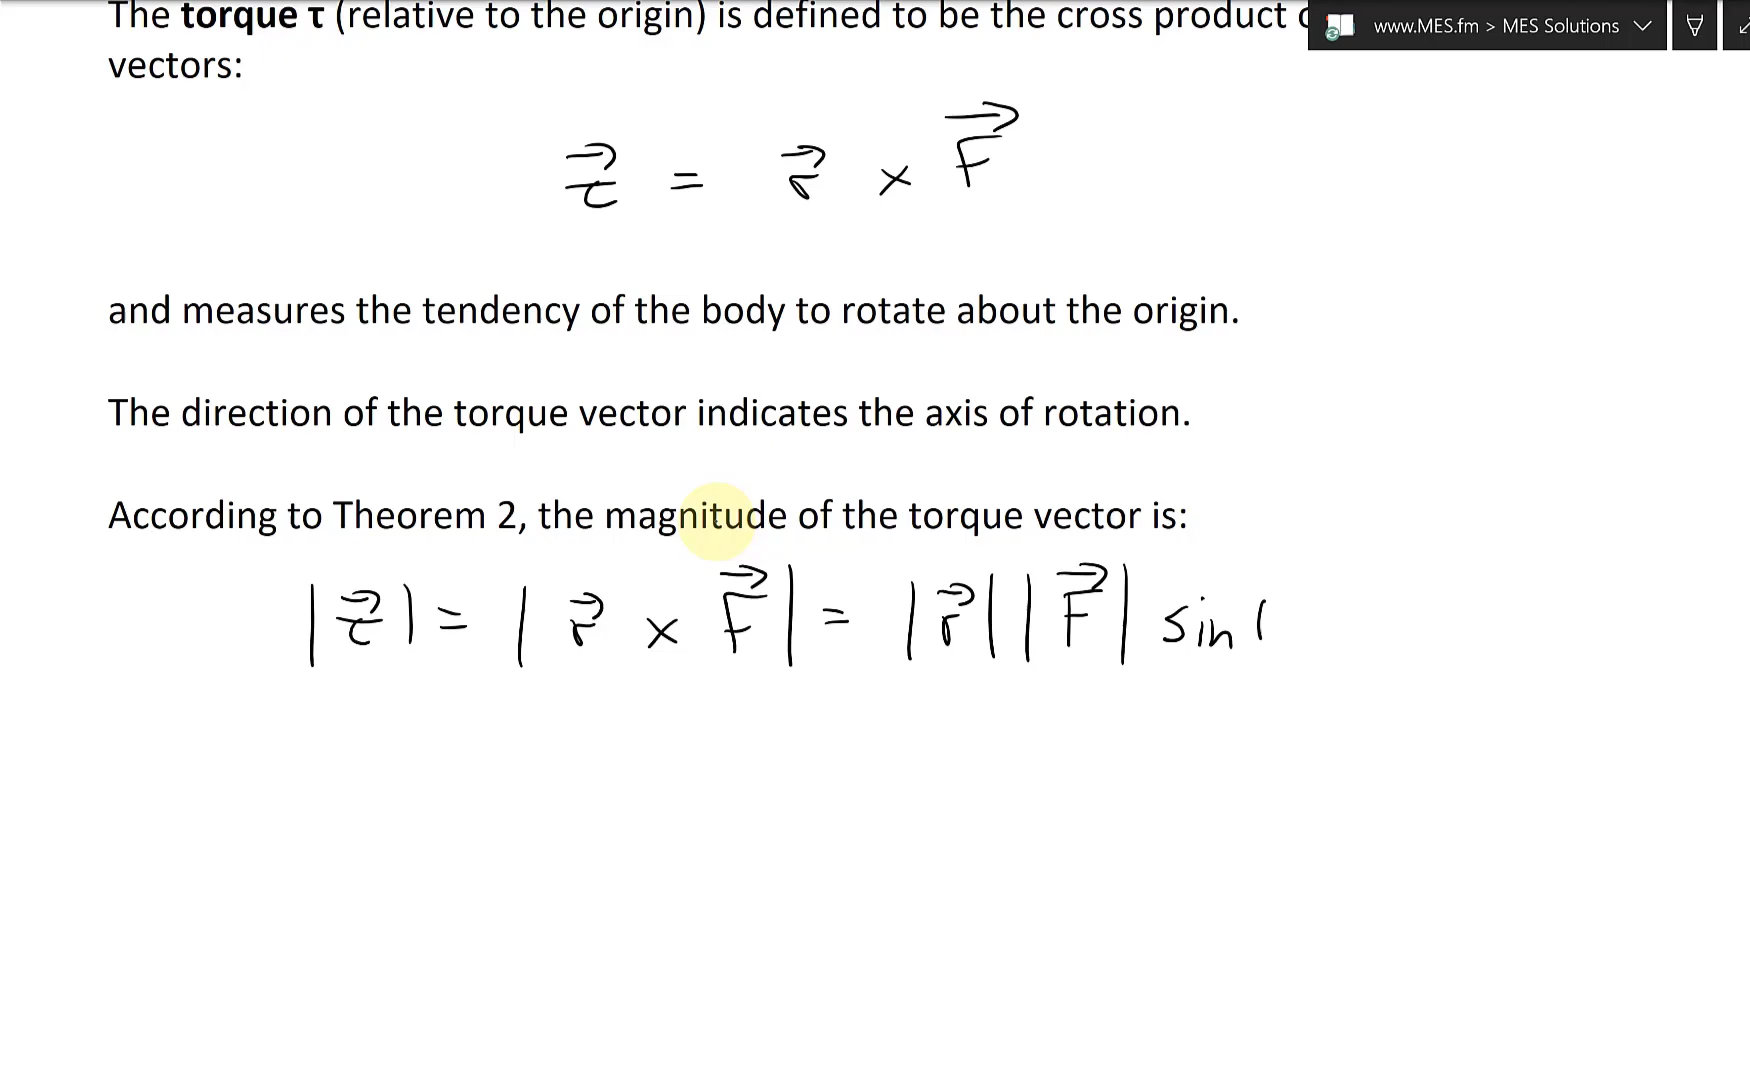 The torque τ (relative to the origin) is defined to be the cross product
www.MES.fm > MES Solutions
vectors:
τ⃗ = r⃗ × F⃗
and measures the tendency of the body to rotate about the origin.
The direction of the torque vector indicates the axis of rotation.
According to Theorem 2, the magnitude of the torque vector is:
|τ⃗| = |r⃗ × F⃗| = |r⃗||F⃗| sin (